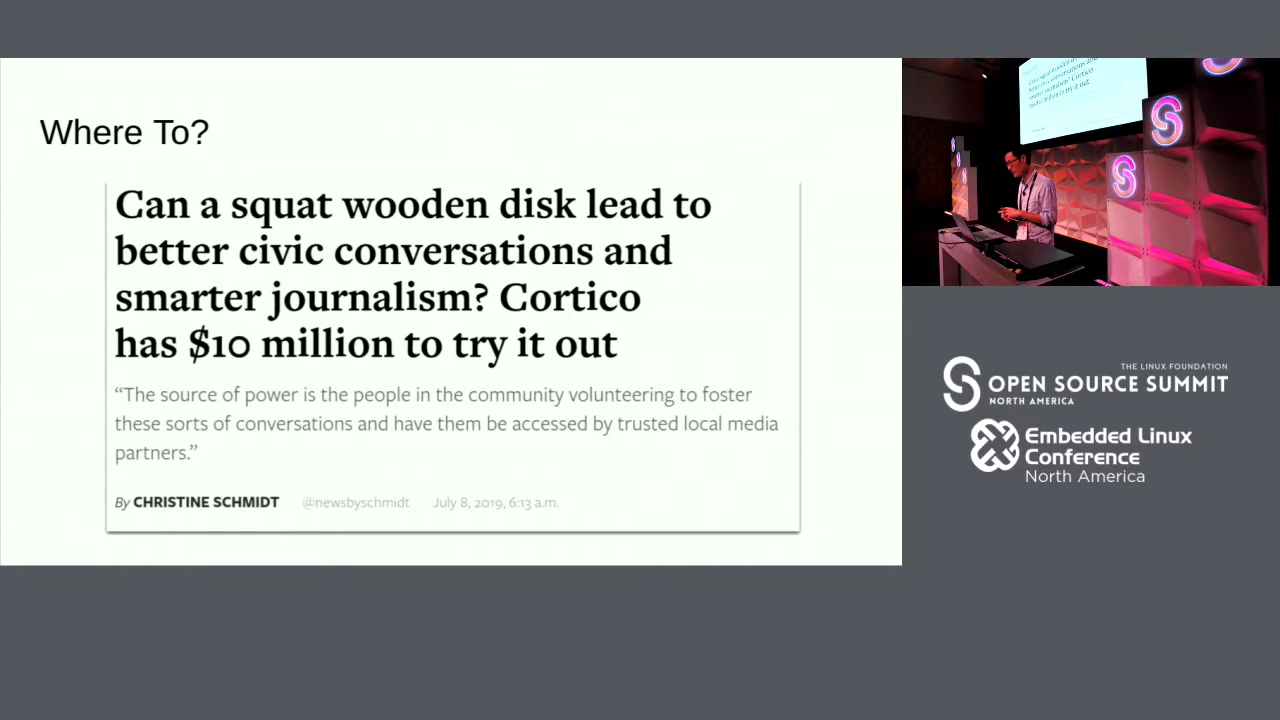 Where To?
Can a squat wooden disk lead to
better civic conversations and
smarter journalism? Cortico
has $10 million to try it out
“The source of power is the people in the community volunteering to foster
these sorts of conversations and have them be accessed by trusted local media
partners.”
By CHRISTINE SCHMIDT @newsbyschmidt July 8, 2019, 6:13 a.m.
THE LINUX FOUNDATION
OPEN SOURCE SUMMIT
NORTH AMERICA
Embedded Linux
Conference
North America